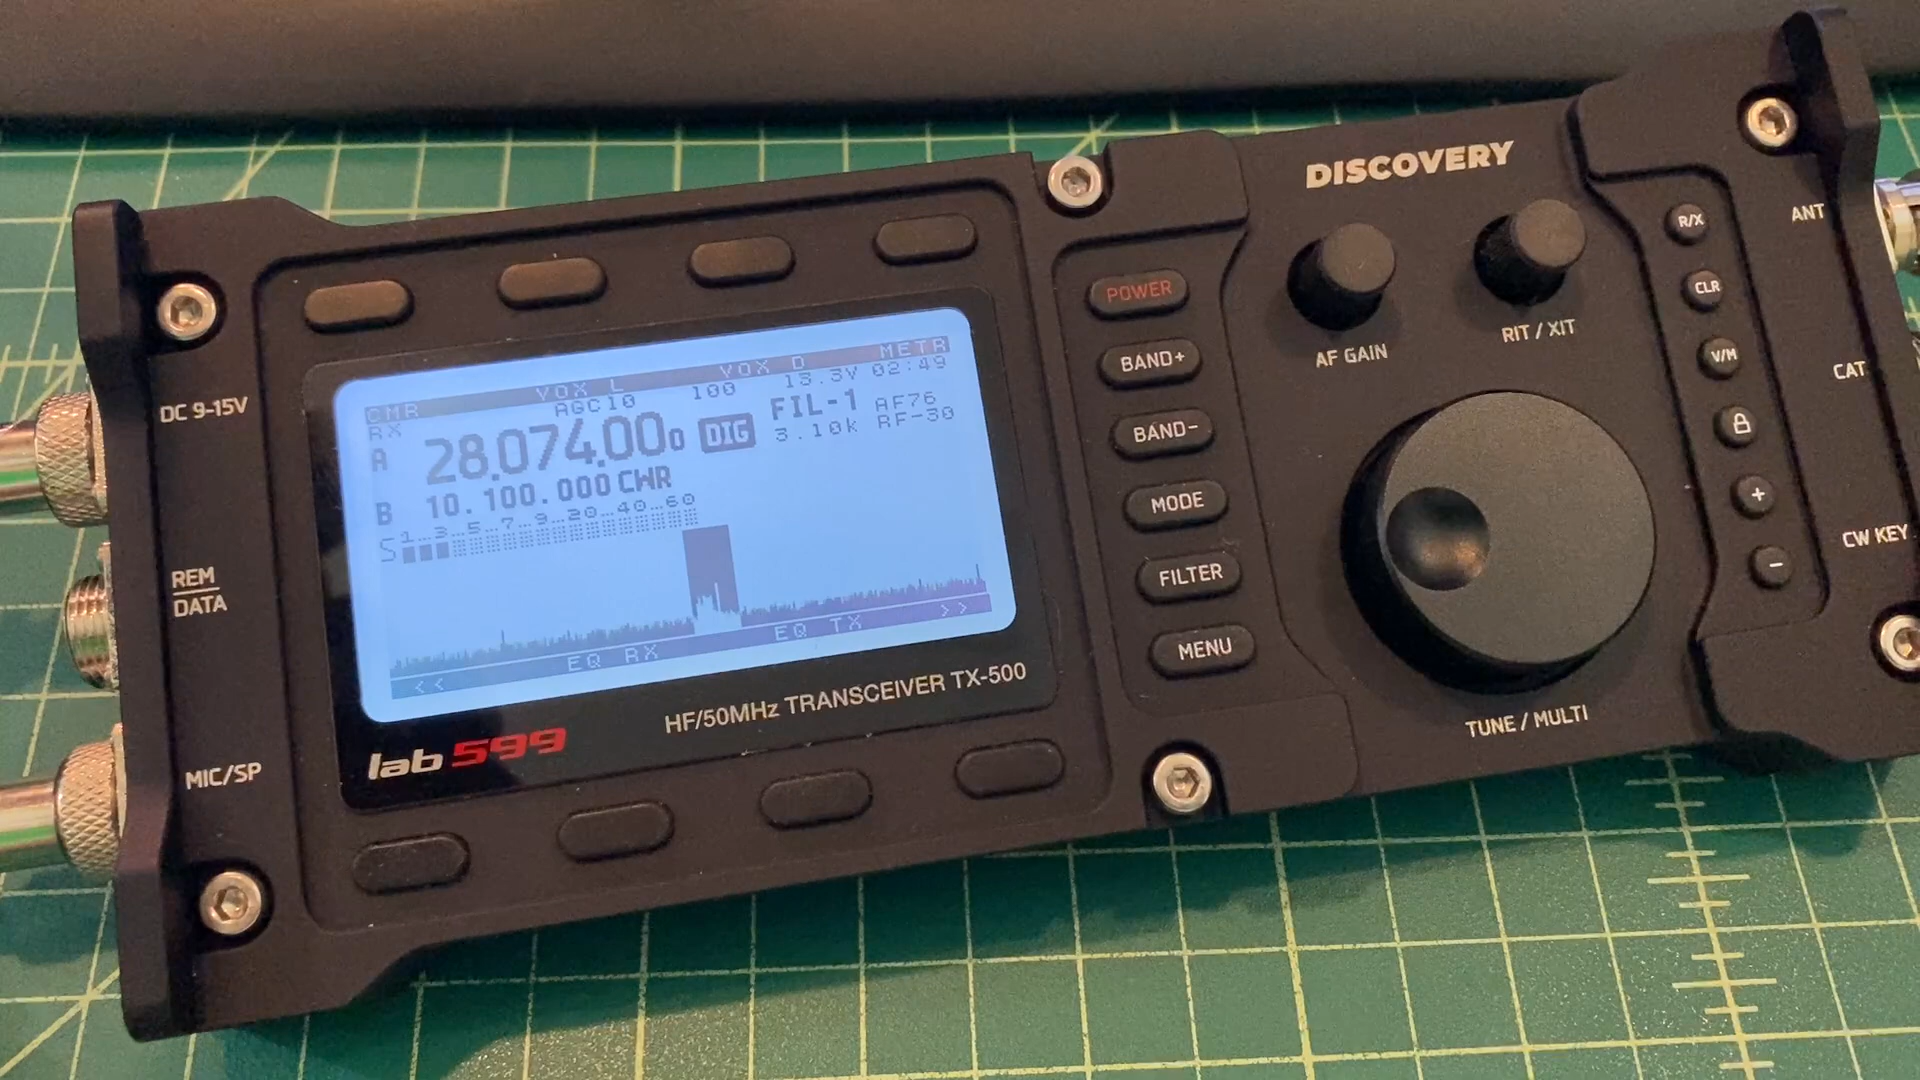 DISCOVERY
ANT
R/X
CLR
V/M
+
−
CAT
CW KEY
AF GAIN
RIT / XIT
TUNE / MULTI
POWER
BAND+
BAND-
MODE
FILTER
MENU
DC 9-15V
REM
DATA
MIC/SP
CMR VOX L VOX D METR
RX AGC10 100 13.3V 02:49
A 28.074.000 DIG FIL-1 AF76
3.10k RF-30
B 10.100.000 CWR
S 1...3...5...7...9...20...40...60
<< EQ RX EQ TX >>
lab599
HF/50MHz TRANSCEIVER TX-500